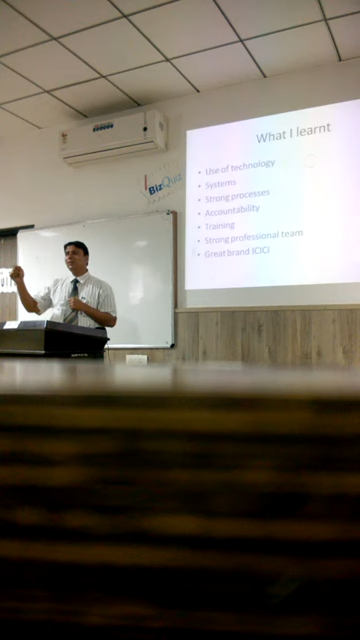 What I learnt
• Use of technology
• Systems
• Strong processes
• Accountability
• Training
• Strong professional team
• Great brand ICICI
BizQuiz